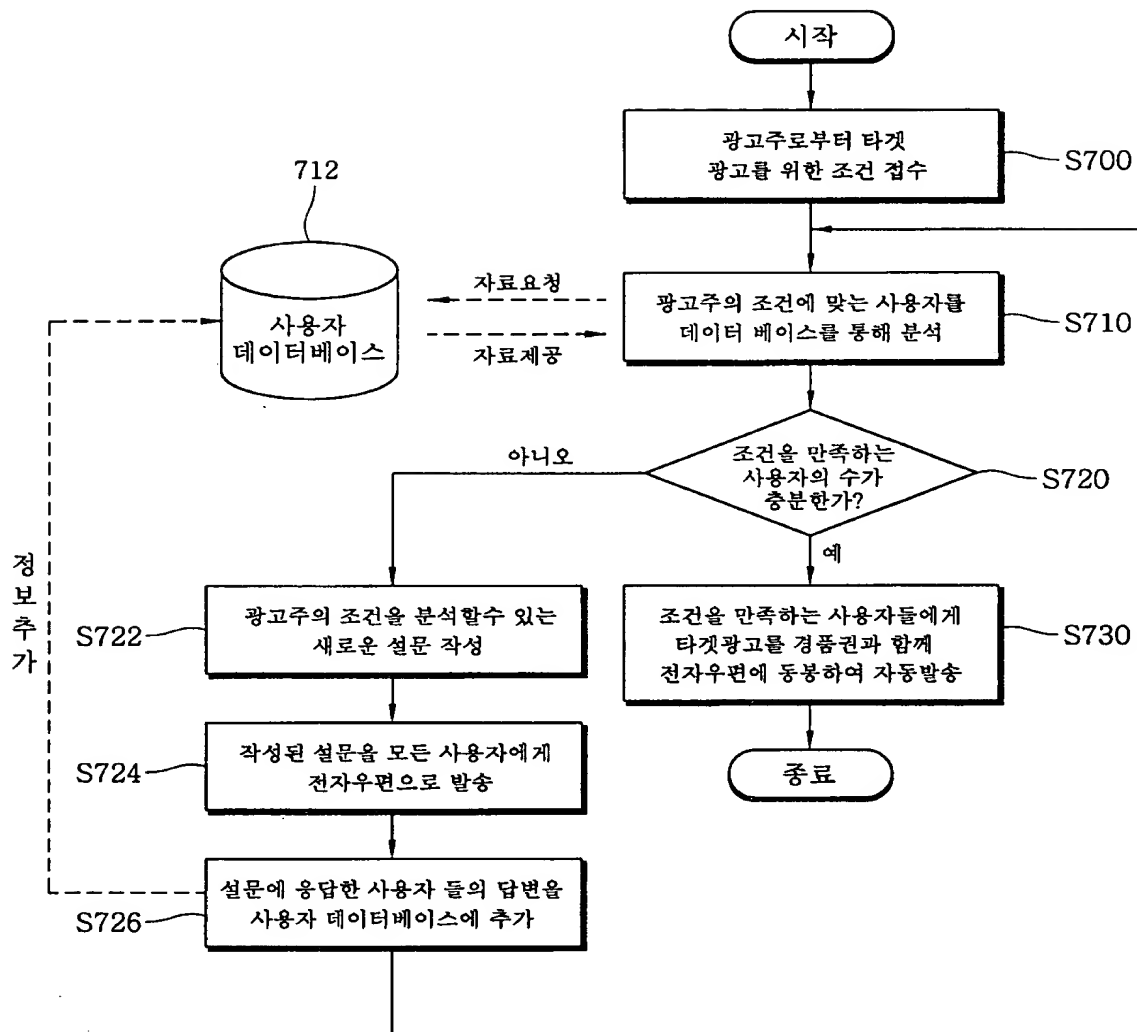 시작
광고주로부터 타겟
광고를 위한 조건 접수
S700
712
사용자
데이터베이스
자료요청
자료제공
광고주의 조건에 맞는 사용자를
데이터 베이스를 통해 분석
S710
아니오
조건을 만족하는
사용자의 수가
충분한가?
S720
예
정보추가
S722
광고주의 조건을 분석할수 있는
새로운 설문 작성
조건을 만족하는 사용자들에게
타겟광고를 경품권과 함께
전자우편에 동봉하여 자동발송
S730
S724
작성된 설문을 모든 사용자에게
전자우편으로 발송
종료
S726
설문에 응답한 사용자 들의 답변을
사용자 데이터베이스에 추가